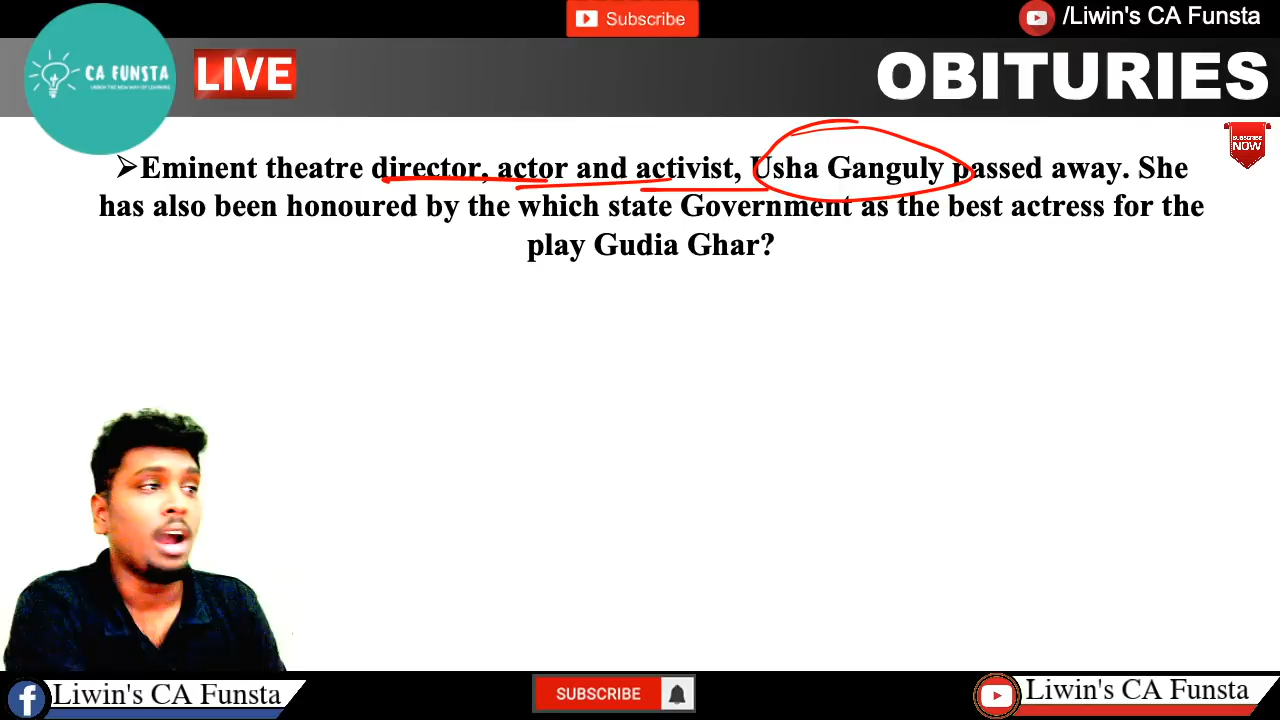 Subscribe
/Liwin's CA Funsta
CA FUNSTA
LIVE
OBITURIES
SUBSCRIBE
NOW
➢Eminent theatre director, actor and activist, Usha Ganguly passed away. She
has also been honoured by the which state Government as the best actress for the
play Gudia Ghar?
Liwin's CA Funsta
SUBSCRIBE
Liwin's CA Funsta